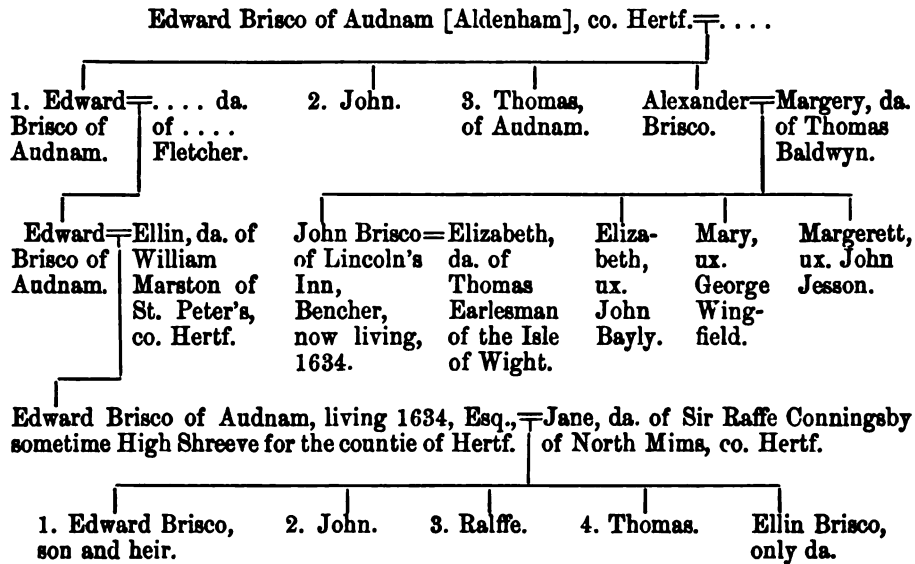 Edward Brisco of Audnam [Aldenham], co. Hertf.=. . . .
1. Edward=. . . . da.
Brisco of of . . . .
Audnam. Fletcher.
2. John.
3. Thomas,
of Audnam.
Alexander=Margery, da.
Brisco. of Thomas
Baldwyn.
Edward=Ellin, da. of
Brisco of William
Audnam. Marston of
St. Peter's,
co. Hertf.
John Brisco=Elizabeth,
of Lincoln's da. of
Inn, Thomas
Bencher, Earlesman
now living, of the Isle
1634. of Wight.
Eliza-
beth,
ux.
John
Bayly.
Mary,
ux.
George
Wing-
field.
Margerett,
ux. John
Jesson.
Edward Brisco of Audnam, living 1634, Esq.,=Jane, da. of Sir Raffe Conningsby
sometime High Shreeve for the countie of Hertf. of North Mims, co. Hertf.
1. Edward Brisco,
son and heir.
2. John.
3. Ralffe.
4. Thomas.
Ellin Brisco,
only da.